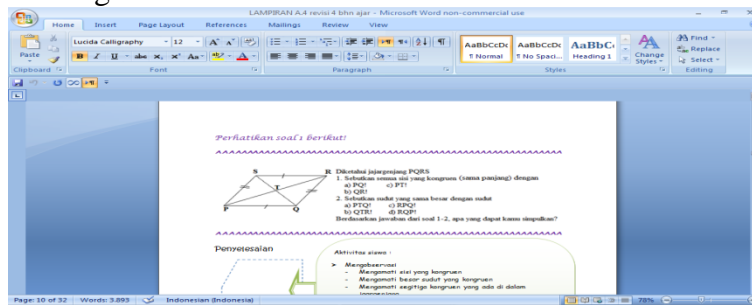 LAMPIRAN A.4 revisi 4 bhn ajar - Microsoft Word non-commercial use
Home Insert Page Layout References Mailings Review View
Lucida Calligraphy 12
AaBbCcDc AaBbCcDc AaBbC
Paste
¶ Normal ¶ No Spaci... Heading 1
Change Styles
Find
Replace
Select
Clipboard Font Paragraph Styles Editing
L
Perhatikan soal 1 berikut!
S R
T
P Q
Diketahui jajargenjang PQRS
1. Sebutkan semua sisi yang kongruen (sama panjang) dengan
a) PQ! c) PT!
b) QR!
2. Sebutkan sudut yang sama besar dengan sudut
a) PTQ! c) RPQ!
b) QTR! d) RQP!
Berdasarkan jawaban dari soal 1-2, apa yang dapat kamu simpulkan?
Penyelesaian
Aktivitas siswa :
➤ Mengobservasi
- Mengamati sisi yang kongruen
- Mengamati besar sudut yang kongruen
- Mengamati segitiga kongruen yang ada di dalam
Page: 10 of 32 Words: 3.893 Indonesian (Indonesia) 78%